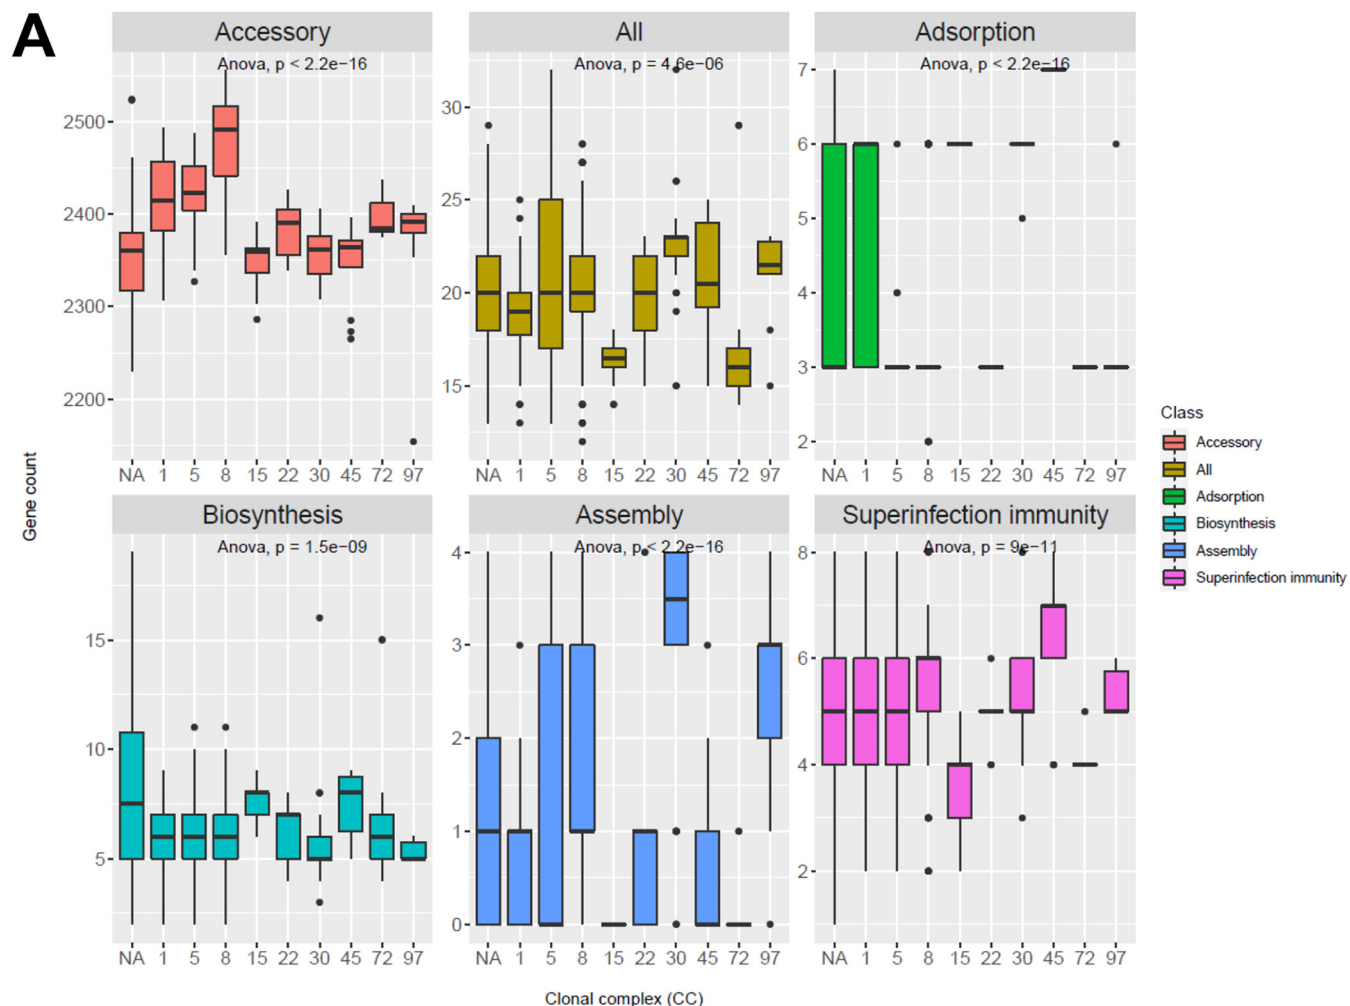 A
Accessory
All
Adsorption
Anova, p < 2.2e−16
Anova, p = 4.6e−06
Anova, p < 2.2e−16
2500
2400
2300
2200
30
25
20
15
7
6
5
4
3
2
NA 1 5 8 15 22 30 45 72 97
NA 1 5 8 15 22 30 45 72 97
NA 1 5 8 15 22 30 45 72 97
Gene count
Biosynthesis
Assembly
Superinfection immunity
Anova, p = 1.5e−09
Anova, p < 2.2e−16
Anova, p = 9e−11
15
10
5
4
3
2
1
0
8
6
4
2
NA 1 5 8 15 22 30 45 72 97
NA 1 5 8 15 22 30 45 72 97
NA 1 5 8 15 22 30 45 72 97
Clonal complex (CC)
Class
Accessory
All
Adsorption
Biosynthesis
Assembly
Superinfection immunity